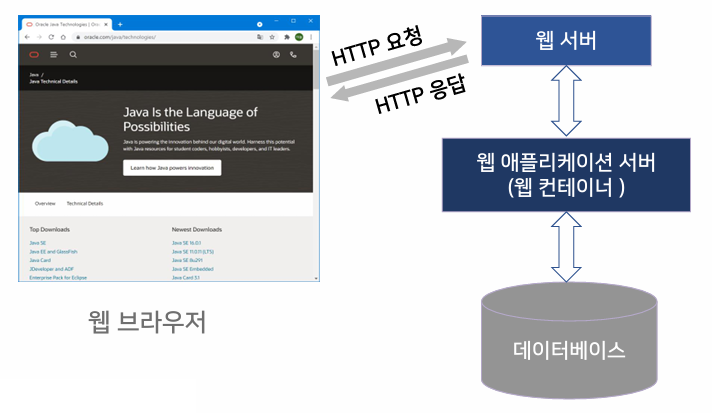 Oracle Java Technologies | Orac
oracle.com/java/technologies/
Java /
Java Technical Details
Java Is the Language of
Possibilities
Java is powering the innovation behind our digital world. Harness this potential
with Java resources for student coders, hobbyists, developers, and IT leaders.
Learn how Java powers innovation
Overview
Technical Details
Top Downloads
Java SE
Java EE and GlassFish
Java Card
JDeveloper and ADF
Enterprise Pack for Eclipse
Newest Downloads
Java SE 16.0.1
Java SE 11.0.11 (LTS)
Java SE 8u291
Java SE Embedded
Java Card 3.1
웹 브라우저
HTTP 요청
HTTP 응답
웹 서버
웹 애플리케이션 서버
(웹 컨테이너 )
데이터베이스